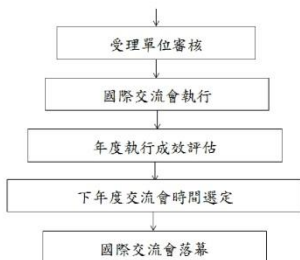 受理單位審核
國際交流會執行
年度執行成效評估
下年度交流會時間選定
國際交流會落幕